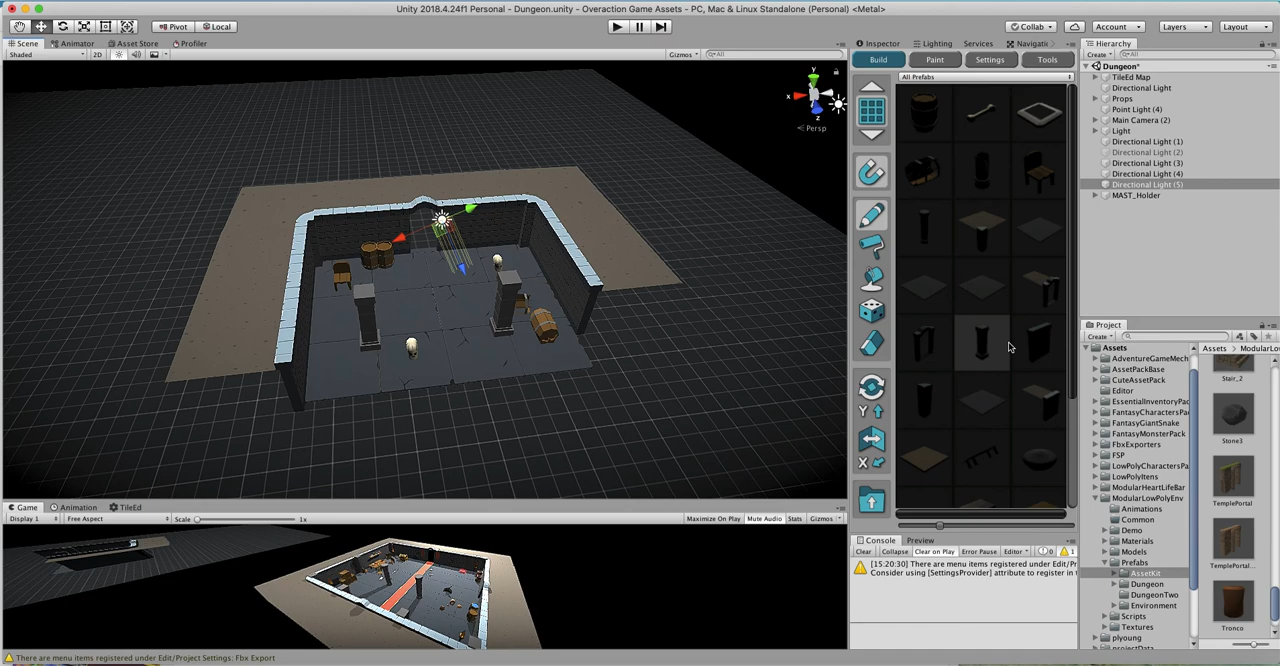 Unity 2018.4.24f1 Personal - Dungeon.unity - Overaction Game Assets - PC, Mac & Linux Standalone (Personal) <Metal>
Pivot Local
Collab Account Layers Layout
Scene Animator Asset Store Profiler
Shaded 2D Gizmos All
y
x
z
Persp
Inspector Lighting Services Navigatio
Build Paint Settings Tools
All Prefabs
Y
X
Hierarchy
Create All
Dungeon*
TileEd Map
Directional Light
Props
Point Light (4)
Main Camera (2)
Light
Directional Light (1)
Directional Light (2)
Directional Light (3)
Directional Light (4)
Directional Light (5)
MAST_Holder
Project
Create
Assets
AdventureGameMech
AssetPackBase
CuteAssetPack
Editor
EssentialInventoryPac
FantasyCharactersPa
FantasyGiantSnake
FantasyMonsterPack
FbxExporters
FSP
LowPolyCharactersPa
LowPolyItens
ModularHeartLifeBar
ModularLowPolyEnv
Animations
Common
Demo
Materials
Models
Prefabs
AssetKit
Dungeon
DungeonTwo
Environment
Scripts
Textures
plyoung
Assets ModularLo
Stair_2
Stone3
TemplePortal
TemplePortal...
Tronco
Game Animation TileEd
Display 1 Free Aspect Scale 1x Maximize On Play Mute Audio Stats Gizmos
Console Preview
Clear Collapse Clear on Play Error Pause Editor 0 1
[15:20:30] There are menu items registered under Edit/Pr
Consider using [SettingsProvider] attribute to register in t
There are menu items registered under Edit/Project Settings: Fbx Export